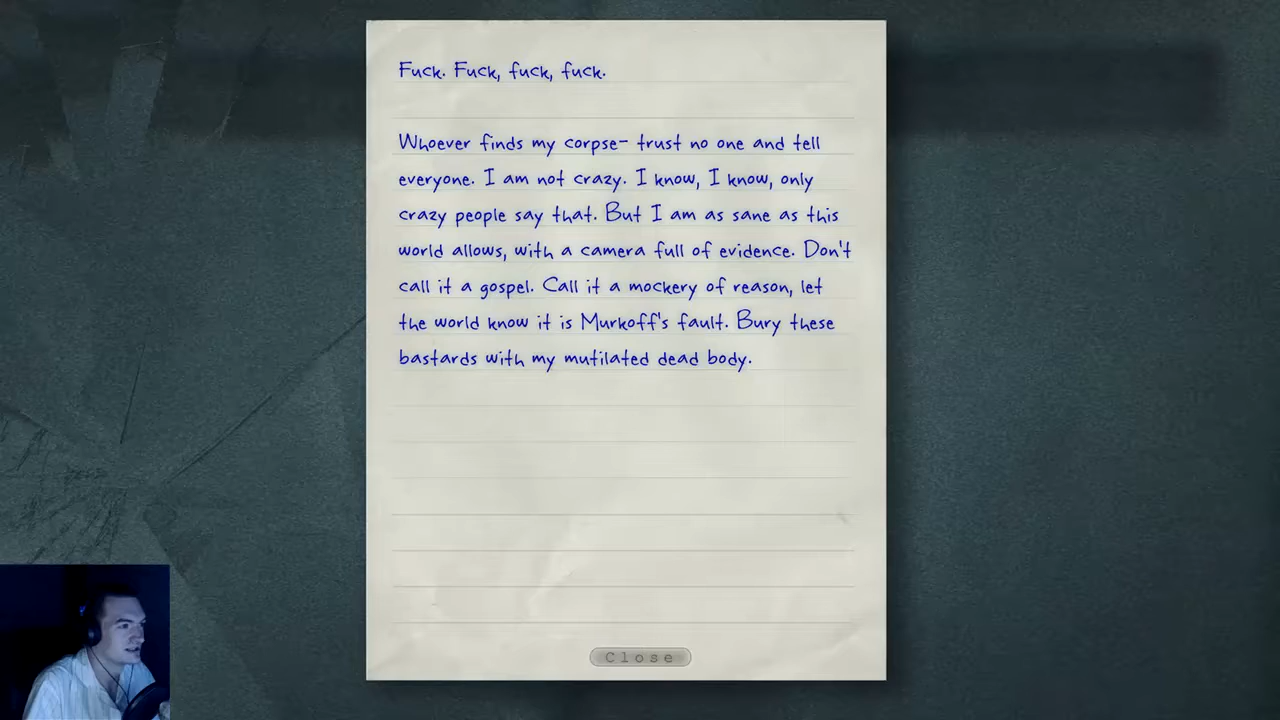 Fuck. Fuck, fuck, fuck.
Whoever finds my corpse- trust no one and tell
everyone. I am not crazy. I know, I know, only
crazy people say that. But I am as sane as this
world allows, with a camera full of evidence. Don't
call it a gospel. Call it a mockery of reason, let
the world know it is Murkoff's fault. Bury these
bastards with my mutilated dead body.
Close